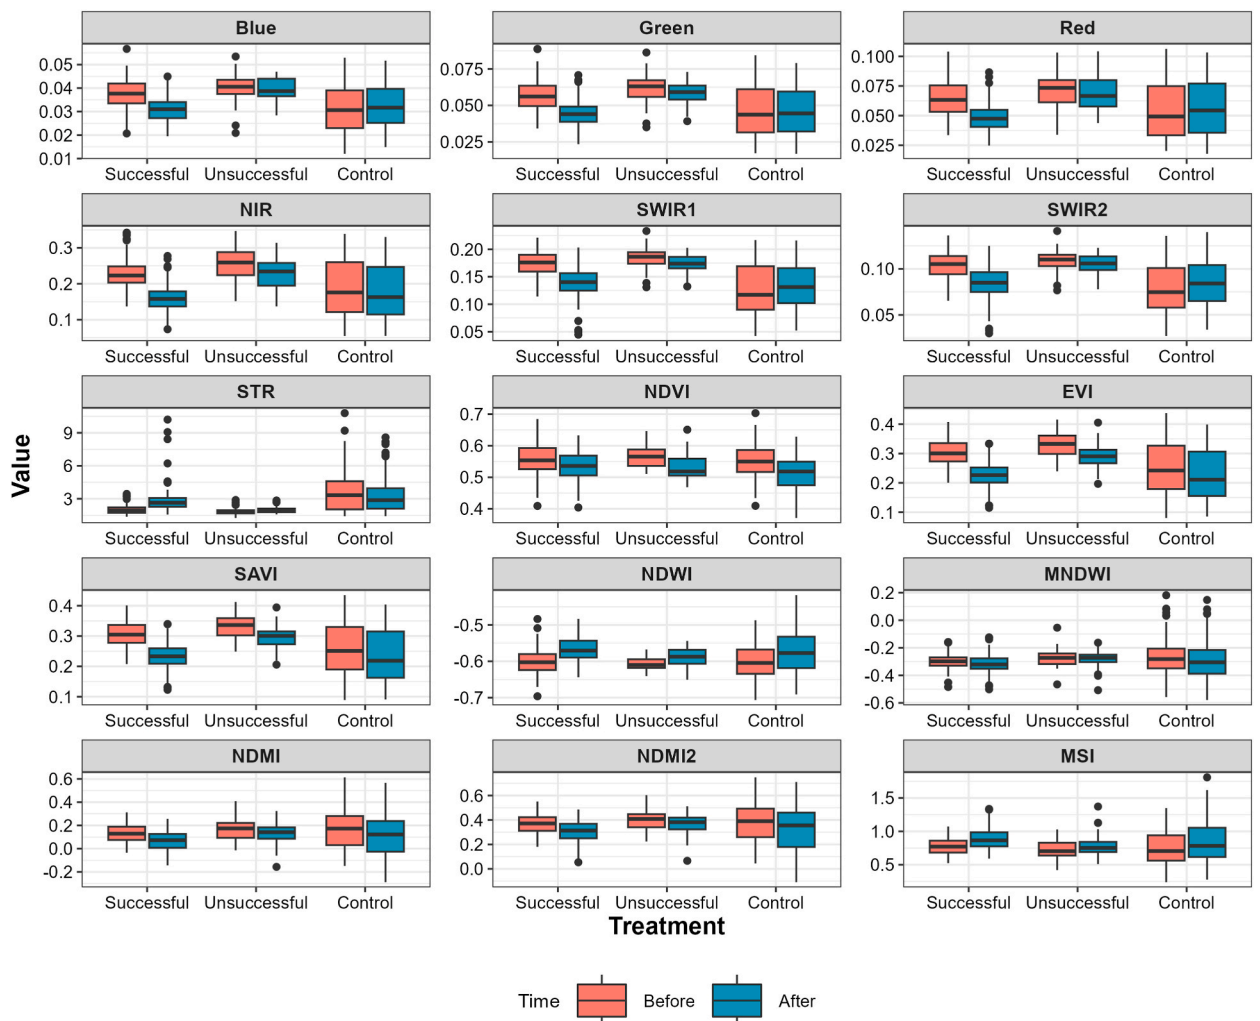 Blue
Green
Red
0.05
0.04
0.03
0.02
0.01
0.075
0.050
0.025
0.100
0.075
0.050
0.025
Successful Unsuccessful Control
Successful Unsuccessful Control
Successful Unsuccessful Control
NIR
SWIR1
SWIR2
0.3
0.2
0.1
0.20
0.15
0.10
0.05
0.10
0.05
Successful Unsuccessful Control
Successful Unsuccessful Control
Successful Unsuccessful Control
STR
NDVI
EVI
9
6
3
0.7
0.6
0.5
0.4
0.4
0.3
0.2
0.1
Successful Unsuccessful Control
Successful Unsuccessful Control
Successful Unsuccessful Control
Value
SAVI
NDWI
MNDWI
0.4
0.3
0.2
0.1
-0.5
-0.6
-0.7
0.2
0.0
-0.2
-0.4
-0.6
Successful Unsuccessful Control
Successful Unsuccessful Control
Successful Unsuccessful Control
NDMI
NDMI2
MSI
0.6
0.4
0.2
0.0
-0.2
0.6
0.4
0.2
0.0
1.5
1.0
0.5
Successful Unsuccessful Control
Successful Unsuccessful Control
Successful Unsuccessful Control
Treatment
Time Before After